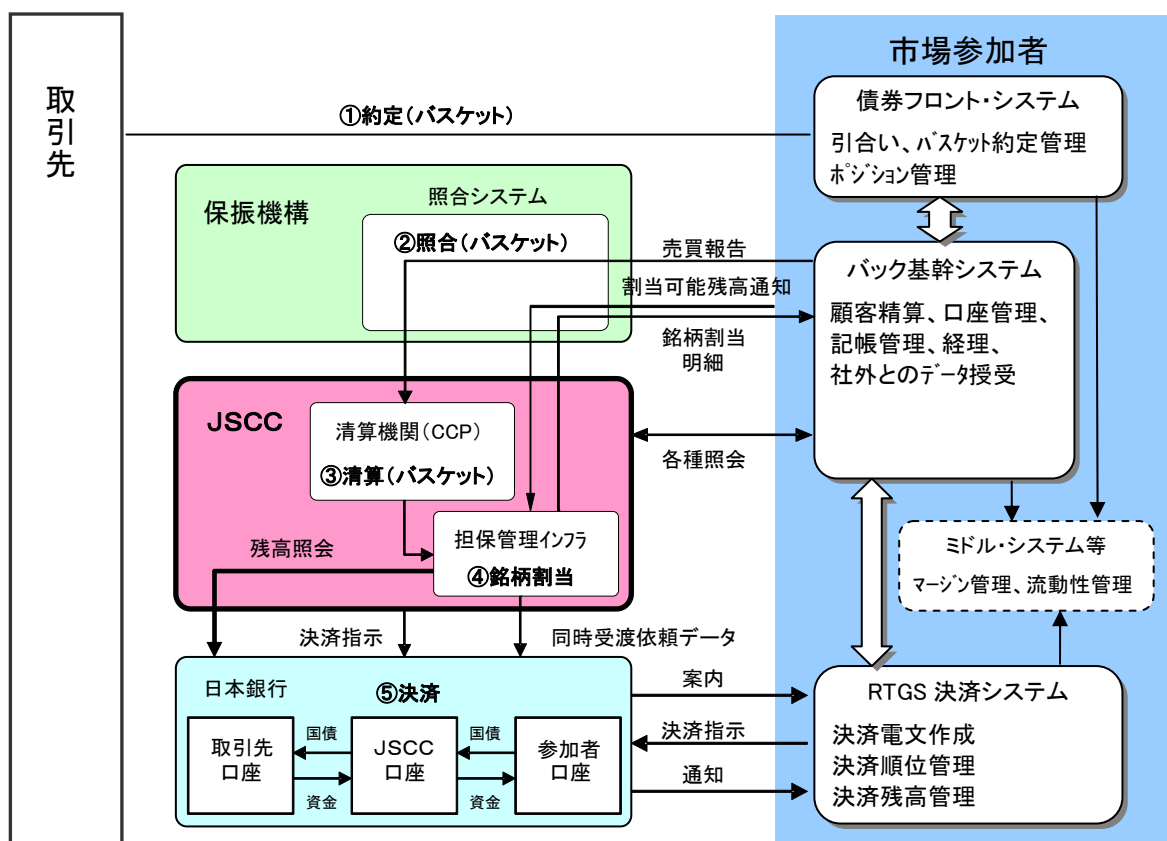 取引先
市場参加者
①約定(バスケット)
債券フロント・システム
引合い、バスケット約定管理
ポジション管理
保振機構
照合システム
②照合(バスケット)
売買報告
割当可能残高通知
銘柄割当
明細
バック基幹システム
顧客精算、口座管理、
記帳管理、経理、
社外とのデータ授受
JSCC
清算機関(CCP)
③清算(バスケット)
各種照会
担保管理インフラ
④銘柄割当
残高照会
ミドル・システム等
マージン管理、流動性管理
決済指示
同時受渡依頼データ
日本銀行
⑤決済
取引先
口座
国債
資金
JSCC
口座
国債
資金
参加者
口座
案内
決済指示
通知
RTGS 決済システム
決済電文作成
決済順位管理
決済残高管理